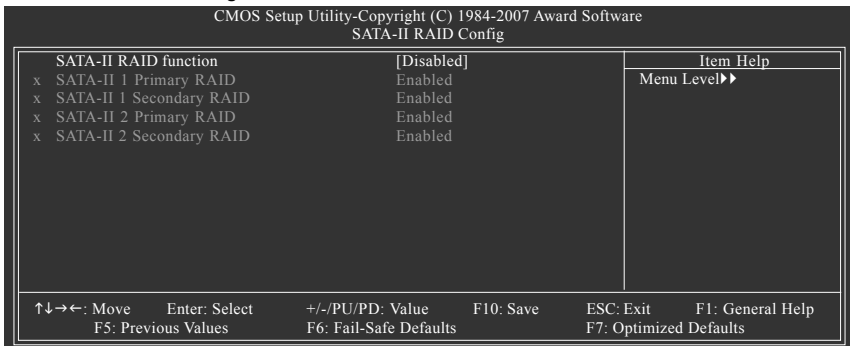 CMOS Setup Utility-Copyright (C) 1984-2007 Award Software
SATA-II RAID Config
SATA-II RAID function [Disabled]
x SATA-II 1 Primary RAID Enabled
x SATA-II 1 Secondary RAID Enabled
x SATA-II 2 Primary RAID Enabled
x SATA-II 2 Secondary RAID Enabled
Item Help
Menu Level▶▶
↑↓→←: Move Enter: Select +/-/PU/PD: Value F10: Save ESC: Exit F1: General Help
F5: Previous Values F6: Fail-Safe Defaults F7: Optimized Defaults